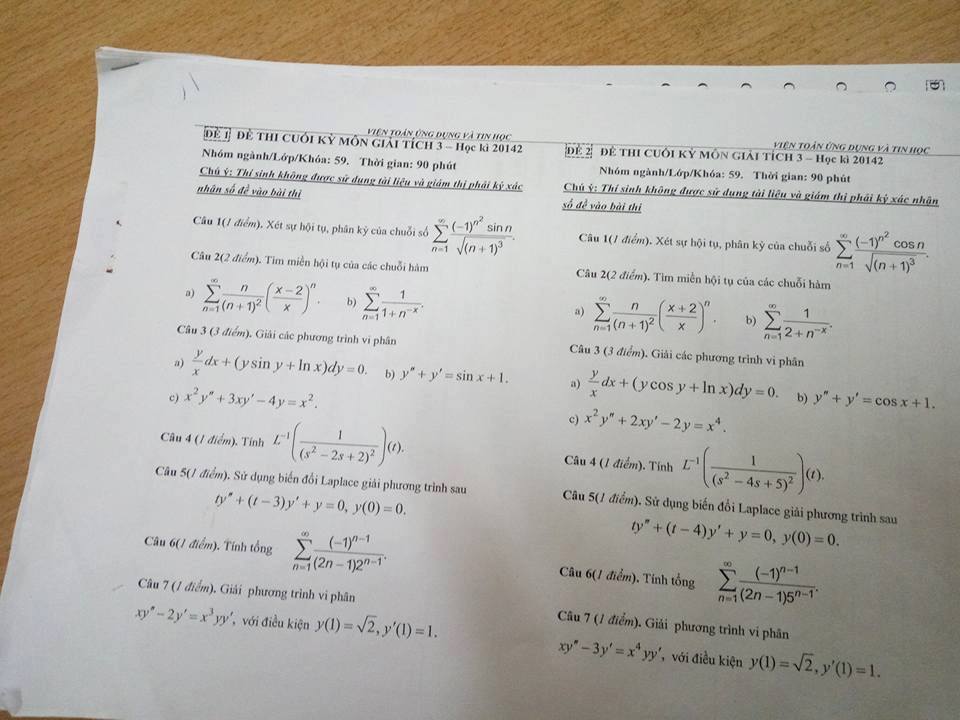 VIỆN TOÁN ỨNG DỤNG VÀ TIN HỌC
ĐỀ 1 ĐỀ THI CUỐI KỲ MÔN GIẢI TÍCH 3 – Học kì 20142
Nhóm ngành/Lớp/Khóa: 59. Thời gian: 90 phút
Chú ý: Thí sinh không được sử dụng tài liệu và giám thị phải ký xác
nhận số đề vào bài thi
Câu 1(1 điểm). Xét sự hội tụ, phân kỳ của chuỗi số $\sum_{n=1}^{\infty} \frac{(-1)^{n^2} \sin n}{\sqrt{(n+1)^3}}$.
Câu 2(2 điểm). Tìm miền hội tụ của các chuỗi hàm
a) $\sum_{n=1}^{\infty} \frac{n}{(n+1)^2} \left(\frac{x-2}{x}\right)^n$. b) $\sum_{n=1}^{\infty} \frac{1}{1+n^{-x}}$.
Câu 3 (3 điểm). Giải các phương trình vi phân
a) $\frac{y}{x}dx + (y \sin y + \ln x)dy = 0$. b) $y'' + y' = \sin x + 1$.
c) $x^2y'' + 3xy' - 4y = x^2$.
Câu 4 (1 điểm). Tính $L^{-1}\left(\frac{1}{(s^2-2s+2)^2}\right)(t)$.
Câu 5(1 điểm). Sử dụng biến đổi Laplace giải phương trình sau
$ty'' + (t-3)y' + y = 0, y(0) = 0$.
Câu 6(1 điểm). Tính tổng $\sum_{n=1}^{\infty} \frac{(-1)^{n-1}}{(2n-1)2^{n-1}}$.
Câu 7 (1 điểm). Giải phương trình vi phân
$xy'' - 2y' = x^3yy'$, với điều kiện $y(1) = \sqrt{2}, y'(1) = 1$.
VIỆN TOÁN ỨNG DỤNG VÀ TIN HỌC
ĐỀ 2 ĐỀ THI CUỐI KỲ MÔN GIẢI TÍCH 3 – Học kì 20142
Nhóm ngành/Lớp/Khóa: 59. Thời gian: 90 phút
Chú ý: Thí sinh không được sử dụng tài liệu và giám thị phải ký xác nhận
số đề vào bài thi
Câu 1(1 điểm). Xét sự hội tụ, phân kỳ của chuỗi số $\sum_{n=1}^{\infty} \frac{(-1)^{n^2} \cos n}{\sqrt{(n+1)^3}}$.
Câu 2(2 điểm). Tìm miền hội tụ của các chuỗi hàm
a) $\sum_{n=1}^{\infty} \frac{n}{(n+1)^2} \left(\frac{x+2}{x}\right)^n$. b) $\sum_{n=1}^{\infty} \frac{1}{2+n^{-x}}$.
Câu 3 (3 điểm). Giải các phương trình vi phân
a) $\frac{y}{x}dx + (y \cos y + \ln x)dy = 0$. b) $y'' + y' = \cos x + 1$.
c) $x^2y'' + 2xy' - 2y = x^4$.
Câu 4 (1 điểm). Tính $L^{-1}\left(\frac{1}{(s^2-4s+5)^2}\right)(t)$.
Câu 5(1 điểm). Sử dụng biến đổi Laplace giải phương trình sau
$ty'' + (t-4)y' + y = 0, y(0) = 0$.
Câu 6(1 điểm). Tính tổng $\sum_{n=1}^{\infty} \frac{(-1)^{n-1}}{(2n-1)5^{n-1}}$.
Câu 7 (1 điểm). Giải phương trình vi phân
$xy'' - 3y' = x^4yy'$, với điều kiện $y(1) = \sqrt{2}, y'(1) = 1$.